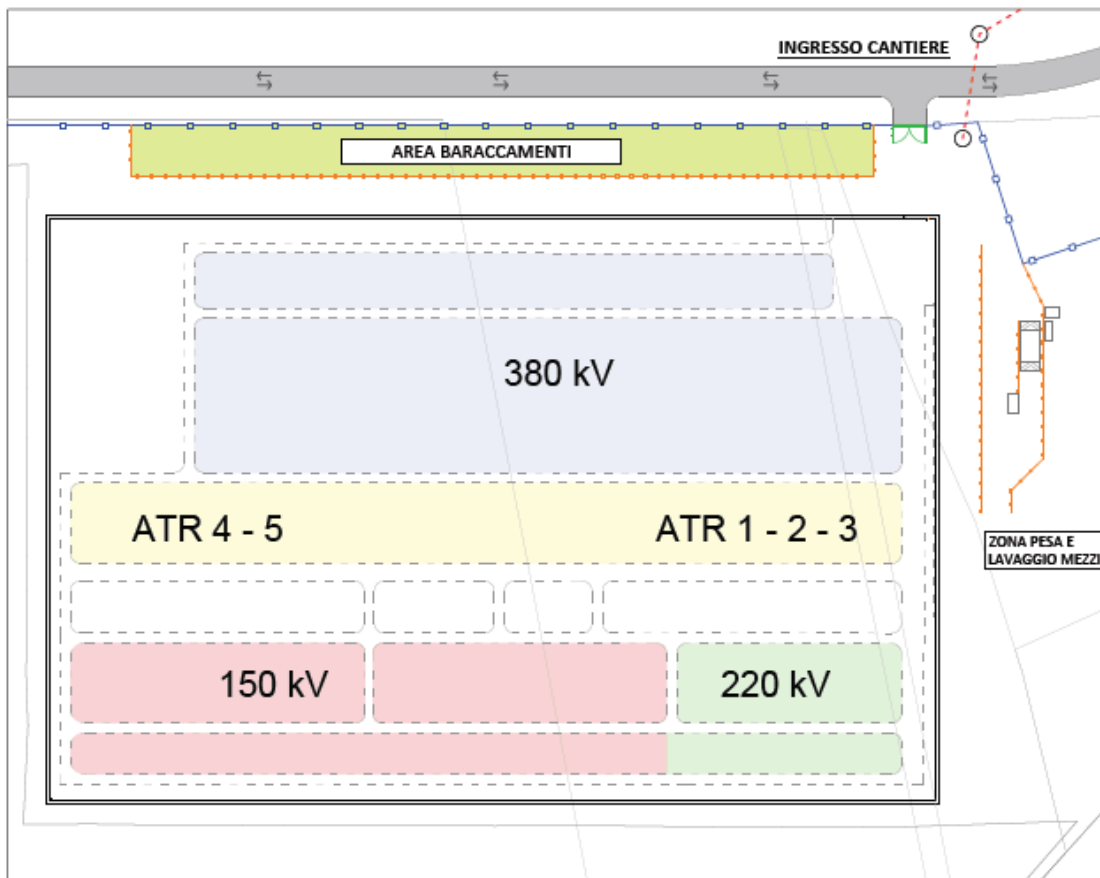 INGRESSO CANTIERE
AREA BARACCAMENTI
380 kV
ATR 4 - 5
ATR 1 - 2 - 3
ZONA PESA E
LAVAGGIO MEZZI
150 kV
220 kV